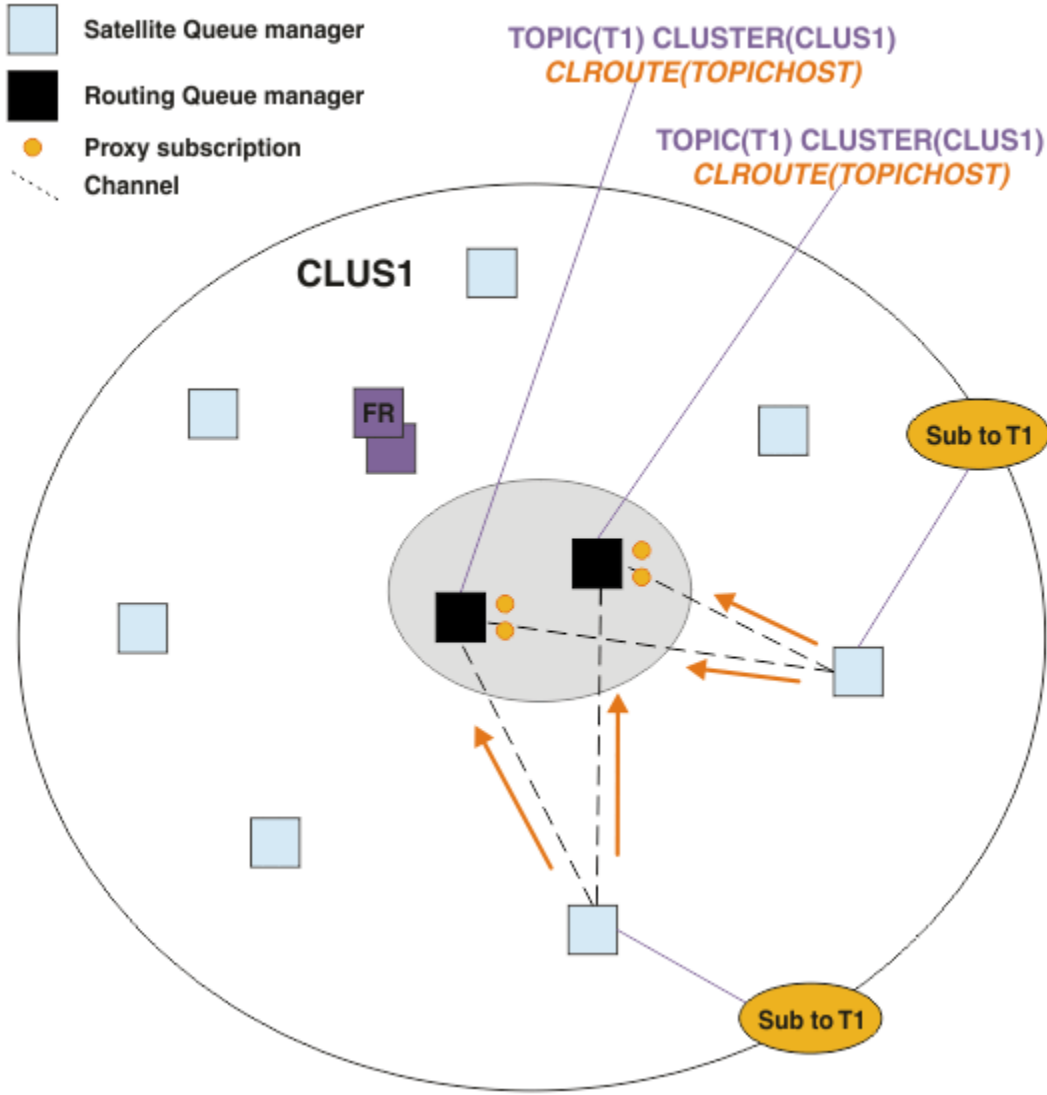 Satellite Queue manager
Routing Queue manager
Proxy subscription
Channel
TOPIC(T1) CLUSTER(CLUS1)
CLROUTE(TOPICHOST)
TOPIC(T1) CLUSTER(CLUS1)
CLROUTE(TOPICHOST)
CLUS1
FR
Sub to T1
Sub to T1